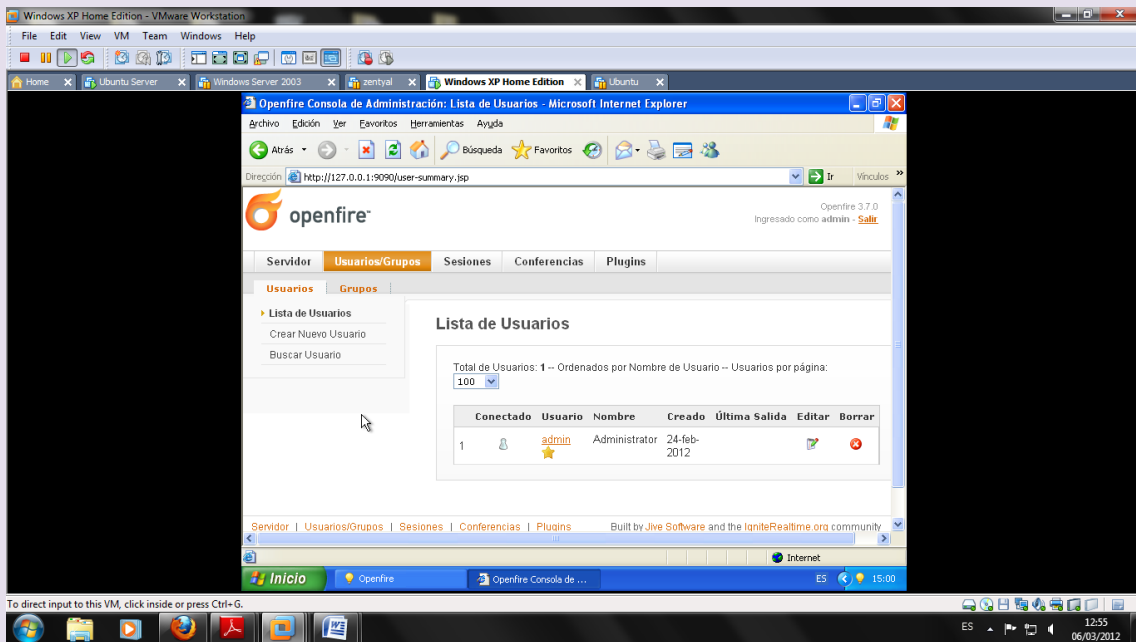 Windows XP Home Edition - VMware Workstation
File Edit View VM Team Windows Help
Home Ubuntu Server Windows Server 2003 zentyal Windows XP Home Edition Ubuntu
Openfire Consola de Administración: Lista de Usuarios - Microsoft Internet Explorer
Archivo Edición Ver Favoritos Herramientas Ayuda
Atrás Búsqueda Favoritos
Dirección http://127.0.0.1:9090/user-summary.jsp Ir Vínculos »
openfire™
Openfire 3.7.0
Ingresado como admin - Salir
Servidor Usuarios/Grupos Sesiones Conferencias Plugins
Usuarios Grupos
Lista de Usuarios
Crear Nuevo Usuario
Buscar Usuario
Lista de Usuarios
Total de Usuarios: 1 -- Ordenados por Nombre de Usuario -- Usuarios por página:
100
Conectado Usuario Nombre Creado Última Salida Editar Borrar
1 admin Administrator 24-feb-
2012
Servidor | Usuarios/Grupos | Sesiones | Conferencias | Plugins Built by Jive Software and the IgniteRealtime.org community
Internet
Inicio Openfire Openfire Consola de ... ES 15:00
To direct input to this VM, click inside or press Ctrl+G.
ES 12:55
06/03/2012